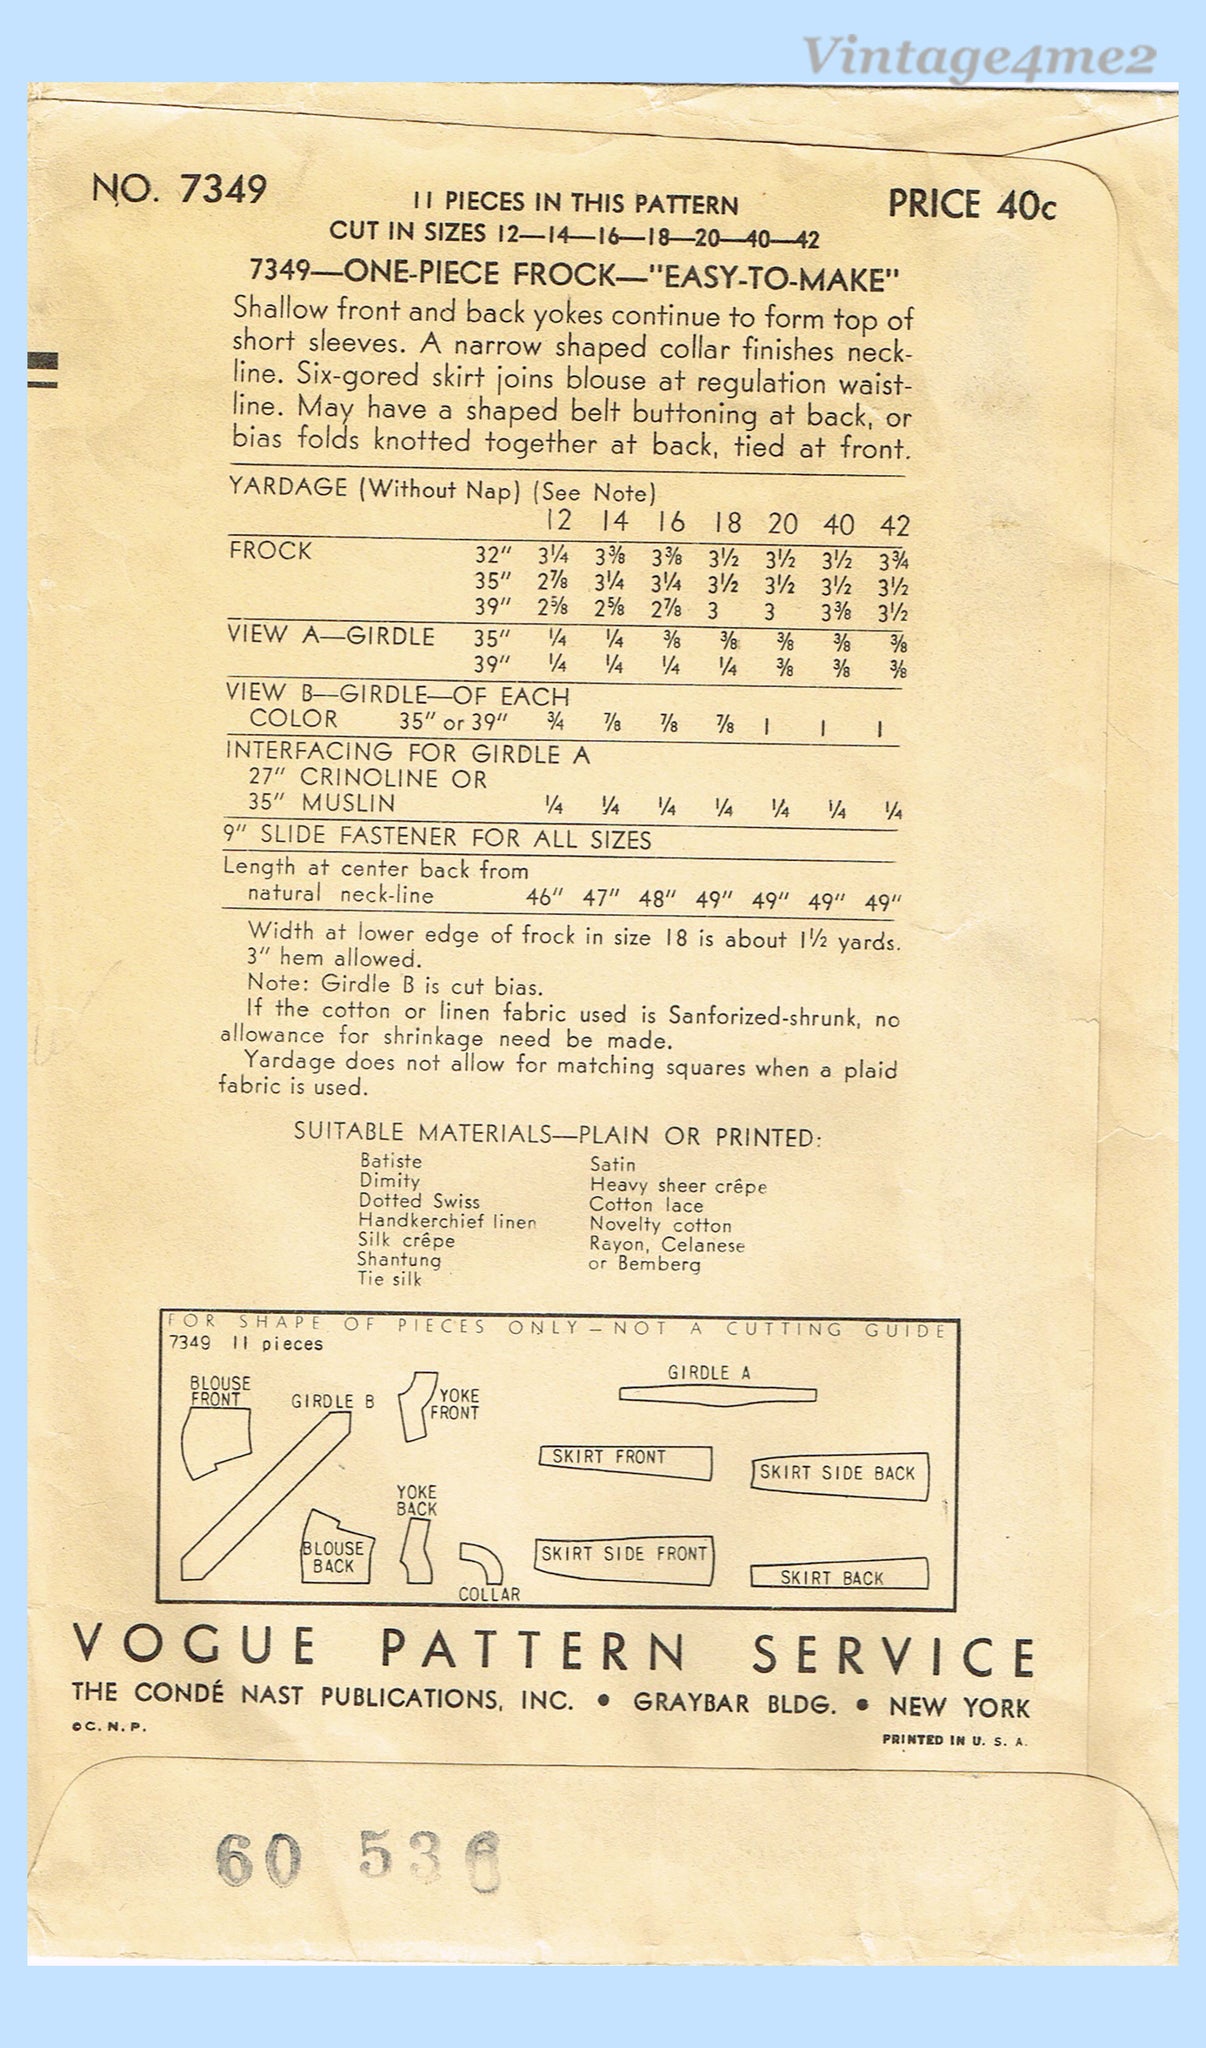 Vintage4me2
NO. 7349
11 PIECES IN THIS PATTERN
PRICE 40c
CUT IN SIZES 12—14—16—18—20—40—42
7349—ONE-PIECE FROCK—"EASY-TO-MAKE"
Shallow front and back yokes continue to form top of
short sleeves. A narrow shaped collar finishes neck-
line. Six-gored skirt joins blouse at regulation waist-
line. May have a shaped belt buttoning at back, or
bias folds knotted together at back, tied at front.
YARDAGE (Without Nap) (See Note)
12 14 16 18 20 40 42
FROCK 32" 3¼ 3⅜ 3⅜ 3½ 3½ 3½ 3¾
35" 2⅞ 3¼ 3¼ 3½ 3½ 3½ 3½
39" 2⅝ 2⅝ 2⅞ 3 3 3⅜ 3½
VIEW A—GIRDLE 35" ¼ ¼ ⅜ ⅜ ⅜ ⅜ ⅜
39" ¼ ¼ ¼ ¼ ⅜ ⅜ ⅜
VIEW B—GIRDLE—OF EACH
COLOR 35" or 39" ¾ ⅞ ⅞ ⅞ 1 1 1
INTERFACING FOR GIRDLE A
27" CRINOLINE OR
35" MUSLIN ¼ ¼ ¼ ¼ ¼ ¼ ¼
9" SLIDE FASTENER FOR ALL SIZES
Length at center back from
natural neck-line 46" 47" 48" 49" 49" 49" 49"
Width at lower edge of frock in size 18 is about 1½ yards.
3" hem allowed.
Note: Girdle B is cut bias.
If the cotton or linen fabric used is Sanforized-shrunk, no
allowance for shrinkage need be made.
Yardage does not allow for matching squares when a plaid
fabric is used.
SUITABLE MATERIALS—PLAIN OR PRINTED:
Batiste
Dimity
Dotted Swiss
Handkerchief linen
Silk crêpe
Shantung
Tie silk
Satin
Heavy sheer crêpe
Cotton lace
Novelty cotton
Rayon, Celanese
or Bemberg
FOR SHAPE OF PIECES ONLY—NOT A CUTTING GUIDE
7349 11 pieces
BLOUSE
FRONT
GIRDLE B
YOKE
FRONT
GIRDLE A
SKIRT FRONT
SKIRT SIDE BACK
YOKE
BACK
BLOUSE
BACK
COLLAR
SKIRT SIDE FRONT
SKIRT BACK
VOGUE PATTERN SERVICE
THE CONDÉ NAST PUBLICATIONS, INC. • GRAYBAR BLDG. • NEW YORK
©C. N. P.
PRINTED IN U. S. A.
60 536